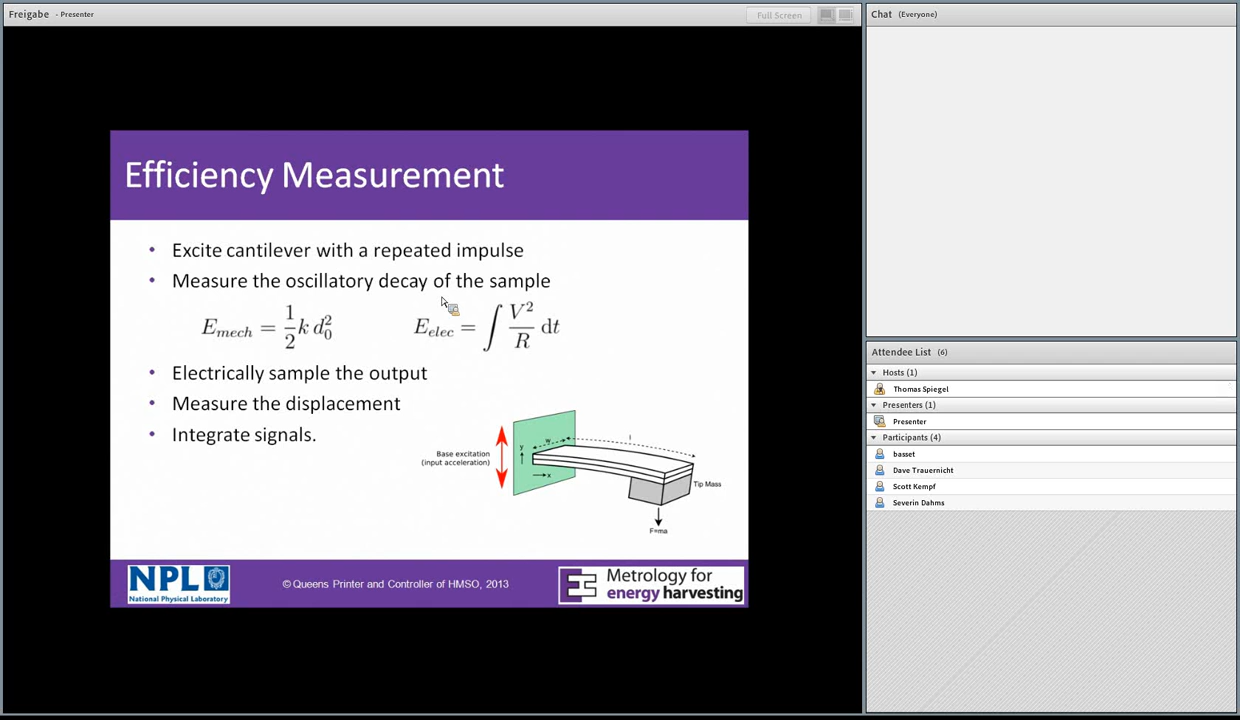 Freigabe - Presenter
Full Screen
Efficiency Measurement
• Excite cantilever with a repeated impulse
• Measure the oscillatory decay of the sample
E_mech = 1/2 k d_0^2
E_elec = ∫ V^2/R dt
• Electrically sample the output
• Measure the displacement
• Integrate signals.
Base excitation
(input acceleration)
y
w
x
l
Tip Mass
F=ma
NPL
National Physical Laboratory
© Queens Printer and Controller of HMSO, 2013
Metrology for
energy harvesting
Chat (Everyone)
Attendee List (6)
Hosts (1)
Thomas Spiegel
Presenters (1)
Presenter
Participants (4)
basset
Dave Trauernicht
Scott Kempf
Severin Dahms